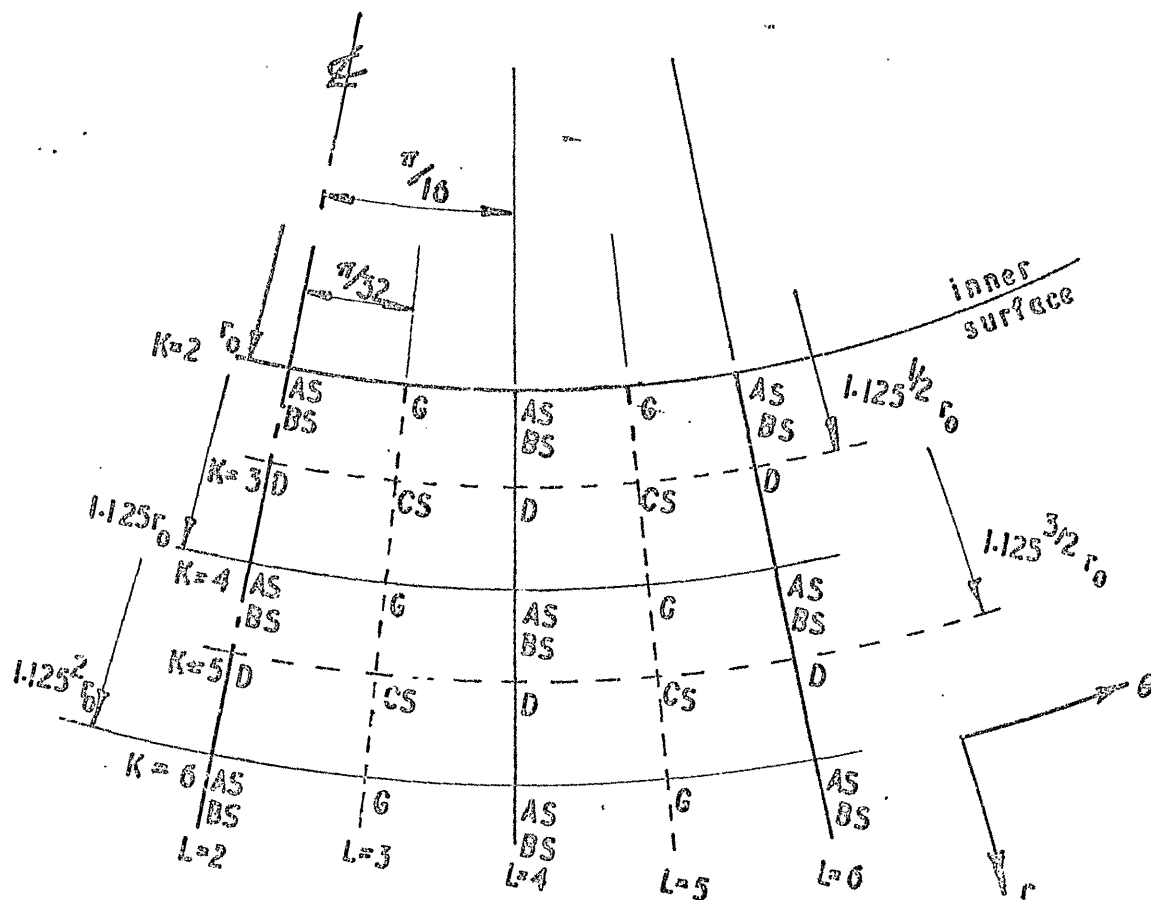 ℄
π/16
π/32
inner
surface
K=2
r₀
AS
BS
G
AS
BS
G
AS
BS
1.125^1/2 r₀
K=3
D
CS
D
CS
D
1.125r₀
K=4
AS
BS
G
AS
BS
G
AS
BS
1.125^3/2 r₀
1.125² r₀
K=5
D
CS
D
CS
D
θ
K=6
AS
BS
G
AS
BS
G
AS
BS
L=2
L=3
L=4
L=5
L=6
r